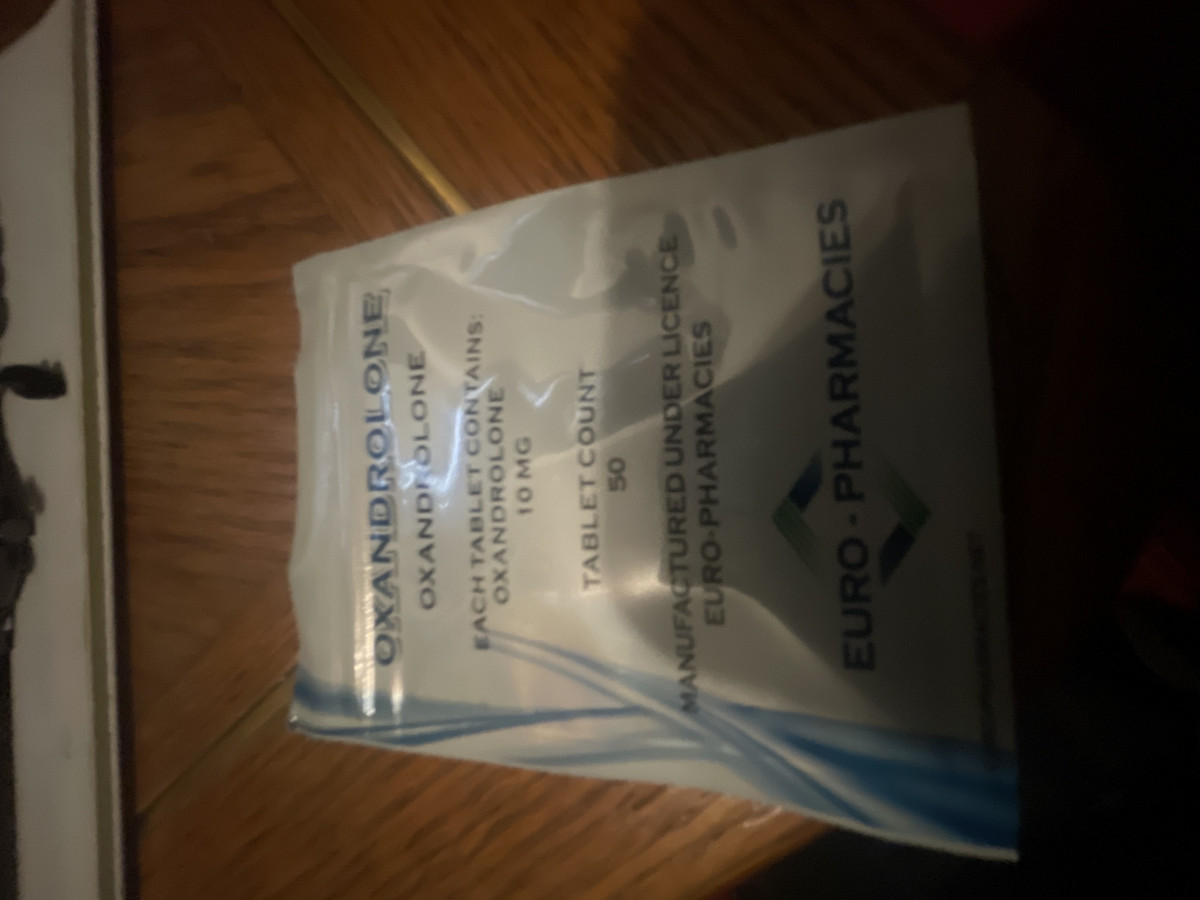 OXANDROLONE
OXANDROLONE
EACH TABLET CONTAINS:
OXANDROLONE
10 MG
TABLET COUNT
50
MANUFACTURED UNDER LICENCE
EURO-PHARMACIES
EURO - PHARMACIES